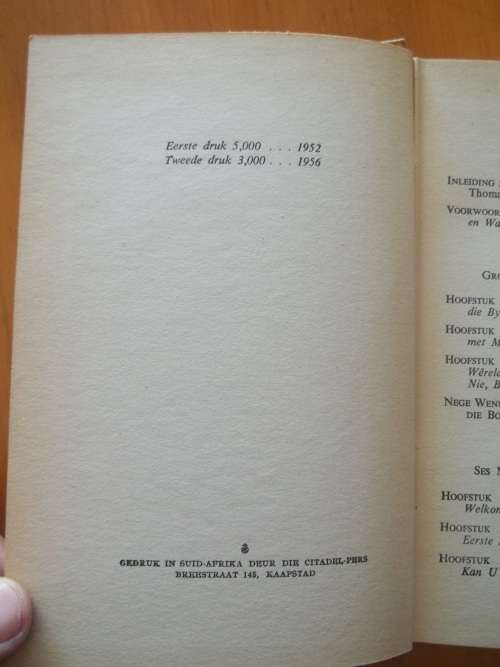 Eerste druk 5,000 . . . 1952
Tweede druk 3,000 . . . 1956
GEDRUK IN SUID-AFRIKA DEUR DIE CITADEL-PERS
BREESTRAAT 145, KAAPSTAD
INLEIDING
Thoma
VOORWOOR
en Wa
GRO
HOOFSTUK
die By
HOOFSTUK
met M
HOOFSTUK
Wêreld
Nie, B
NEGE WEN
DIE BO
SES M
HOOFSTUK
Welkon
HOOFSTUK
Eerste
HOOFSTUK
Kan U